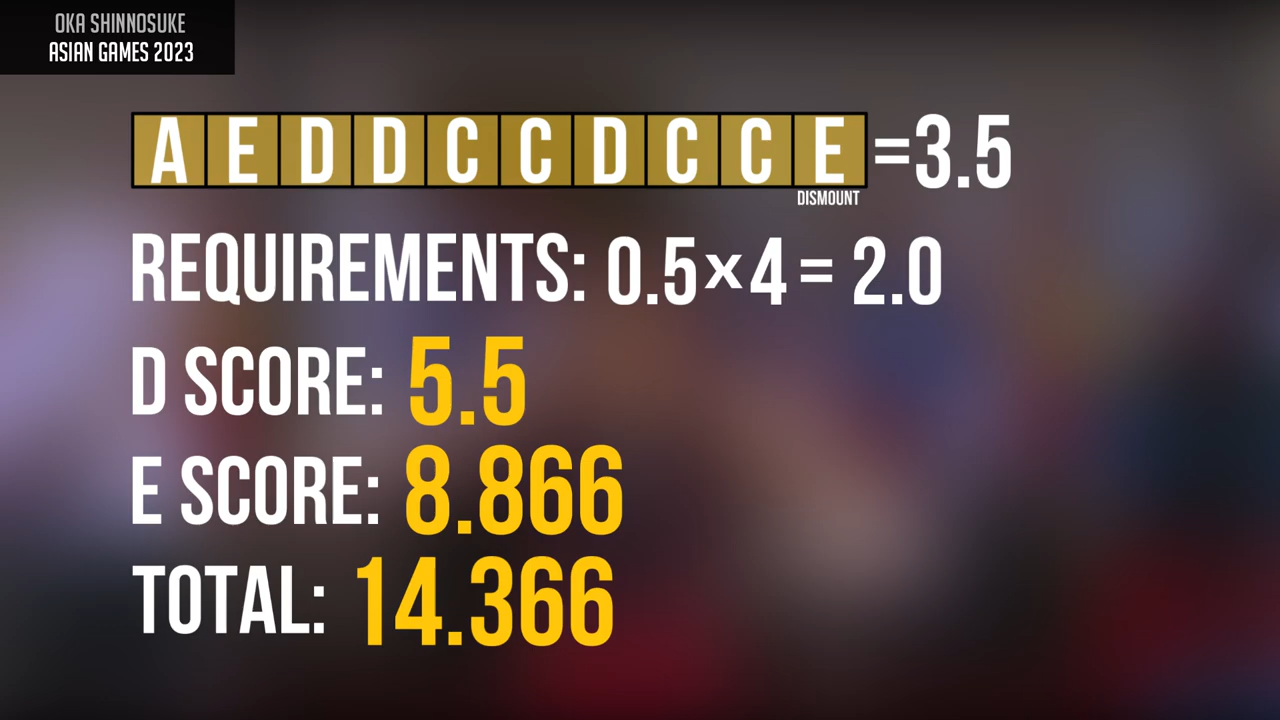 OKA SHINNOSUKE
ASIAN GAMES 2023
A E D D C C D C C E =3.5
DISMOUNT
REQUIREMENTS: 0.5×4= 2.0
D SCORE: 5.5
E SCORE: 8.866
TOTAL: 14.366